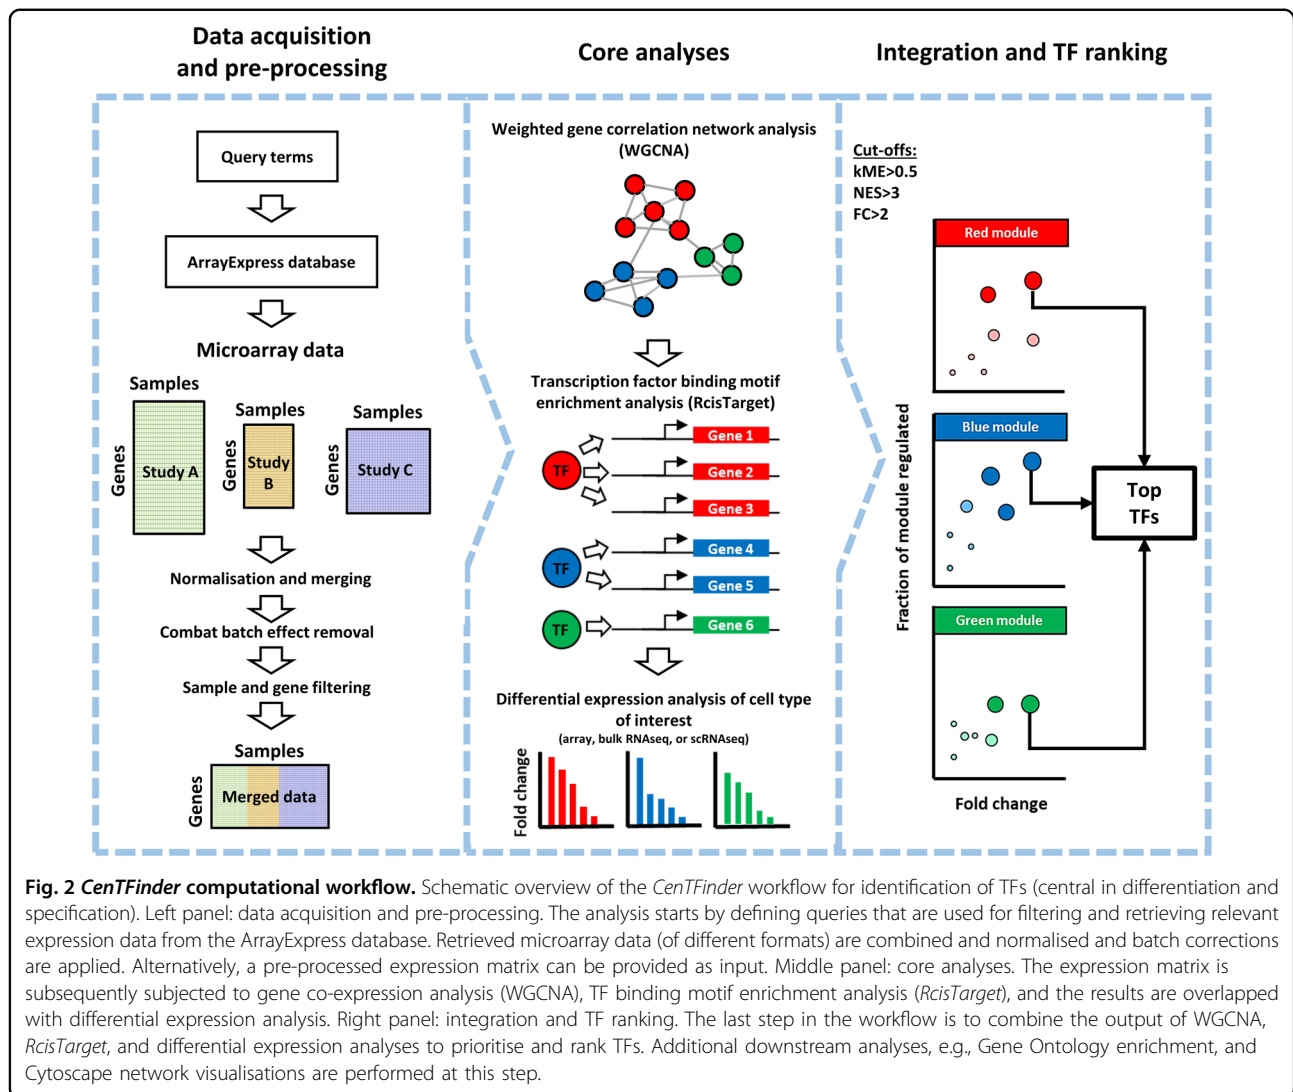 Data acquisition
and pre-processing
Query terms
ArrayExpress database
Microarray data
Samples
Genes
Study A
Samples
Genes
Study
B
Samples
Genes
Study C
Normalisation and merging
Combat batch effect removal
Sample and gene filtering
Samples
Genes
Merged data
Core analyses
Weighted gene correlation network analysis
(WGCNA)
Transcription factor binding motif
enrichment analysis (RcisTarget)
TF
Gene 1
Gene 2
Gene 3
TF
Gene 4
Gene 5
TF
Gene 6
Differential expression analysis of cell type
of interest
(array, bulk RNAseq, or scRNAseq)
Fold change
Integration and TF ranking
Cut-offs:
kME>0.5
NES>3
FC>2
Red module
Blue module
Green module
Fraction of module regulated
Fold change
Top
TFs
Fig. 2 CenTFinder computational workflow. Schematic overview of the CenTFinder workflow for identification of TFs (central in differentiation and
specification). Left panel: data acquisition and pre-processing. The analysis starts by defining queries that are used for filtering and retrieving relevant
expression data from the ArrayExpress database. Retrieved microarray data (of different formats) are combined and normalised and batch corrections
are applied. Alternatively, a pre-processed expression matrix can be provided as input. Middle panel: core analyses. The expression matrix is
subsequently subjected to gene co-expression analysis (WGCNA), TF binding motif enrichment analysis (RcisTarget), and the results are overlapped
with differential expression analysis. Right panel: integration and TF ranking. The last step in the workflow is to combine the output of WGCNA,
RcisTarget, and differential expression analyses to prioritise and rank TFs. Additional downstream analyses, e.g., Gene Ontology enrichment, and
Cytoscape network visualisations are performed at this step.